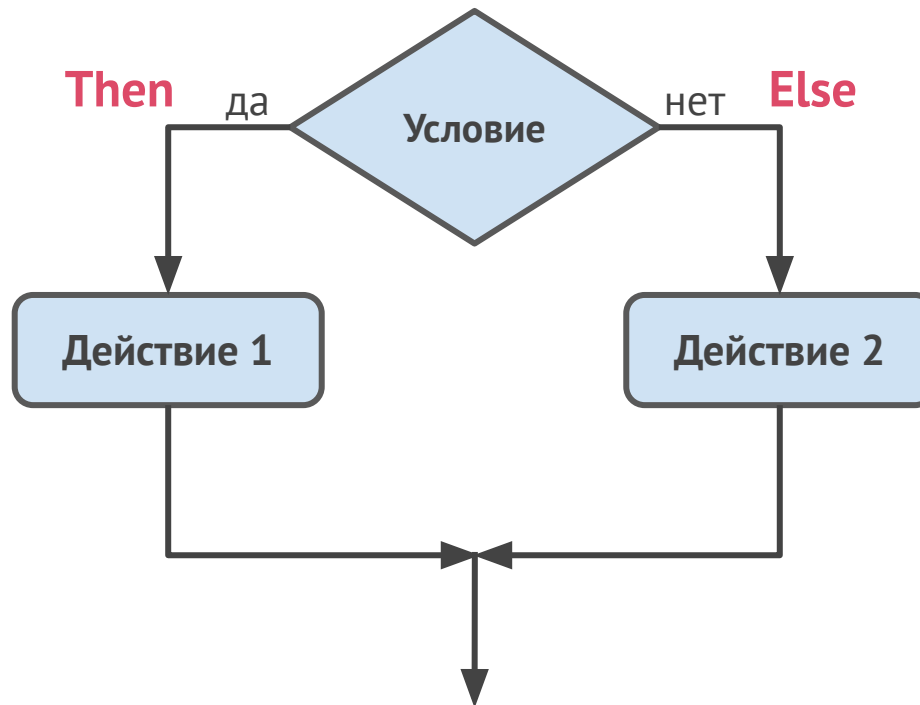 Then
да
Условие
нет
Else
Действие 1
Действие 2